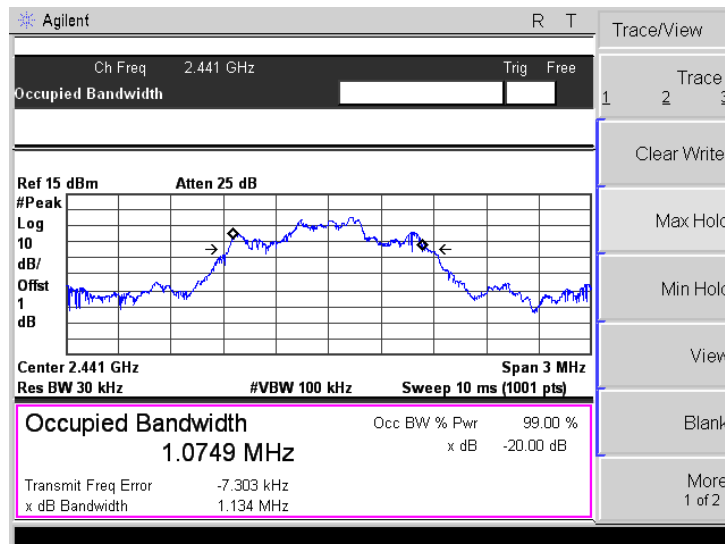 Agilent R T
Trace/View
Ch Freq 2.441 GHz Trig Free
Occupied Bandwidth
Trace
1 2 3
Clear Write
Max Hold
Min Hold
View
Blank
More
1 of 2
Ref 15 dBm Atten 25 dB
#Peak
Log
10
dB/
Offst
1
dB
Center 2.441 GHz Span 3 MHz
Res BW 30 kHz #VBW 100 kHz Sweep 10 ms (1001 pts)
Occupied Bandwidth Occ BW % Pwr 99.00 %
1.0749 MHz x dB -20.00 dB
Transmit Freq Error -7.303 kHz
x dB Bandwidth 1.134 MHz